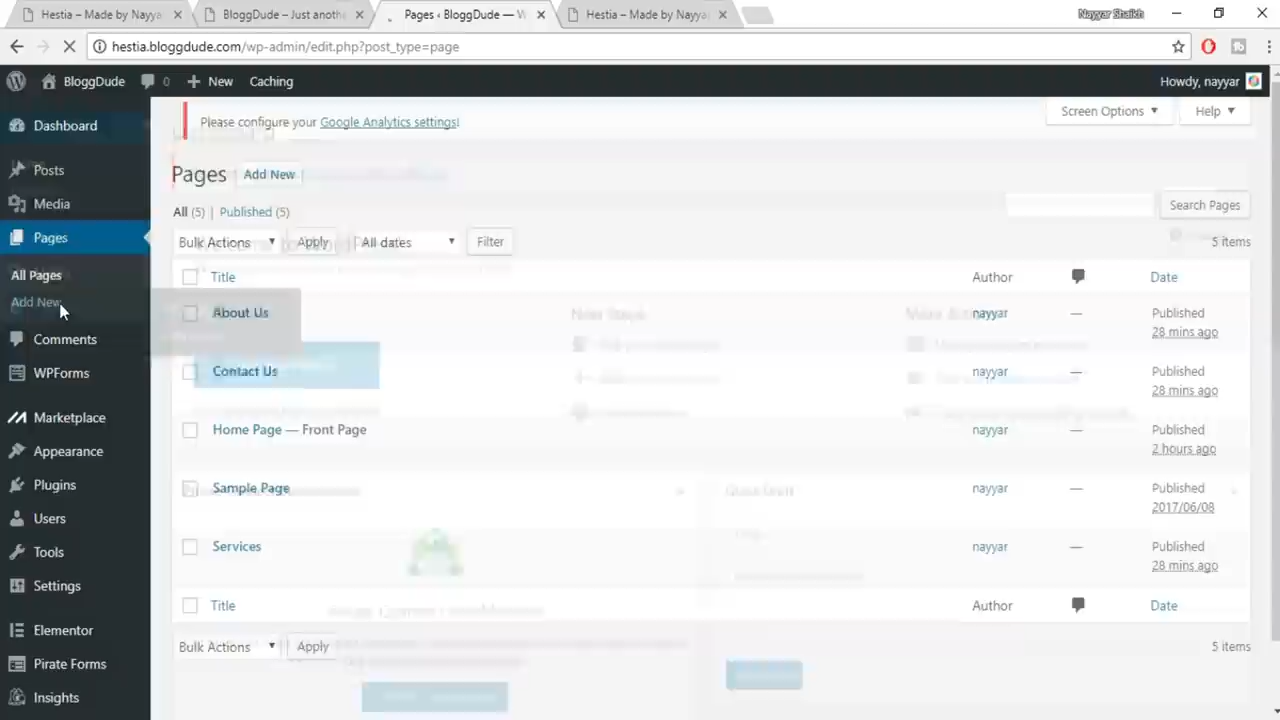 Hestia – Made by Nayya
BloggDude – Just anoth
Pages ‹ BloggDude — W
Hestia – Made by Nayya
Nayyar Shaikh
hestia.bloggdude.com/wp-admin/edit.php?post_type=page
BloggDude
0
New
Caching
Howdy, nayyar
Dashboard
Posts
Media
Pages
All Pages
Add New
Comments
WPForms
Marketplace
Appearance
Plugins
Users
Tools
Settings
Elementor
Pirate Forms
Insights
Please configure your Google Analytics settings!
Screen Options
Help
Pages Add New
All (5) | Published (5)
Search Pages
Bulk Actions Apply All dates Filter
5 items
Title Author Date
About Us nayyar — Published
28 mins ago
Contact Us nayyar — Published
28 mins ago
Home Page — Front Page nayyar — Published
2 hours ago
Sample Page nayyar — Published
2017/06/08
Services nayyar — Published
28 mins ago
Title Author Date
Bulk Actions Apply
5 items
Next Steps
Quick Draft